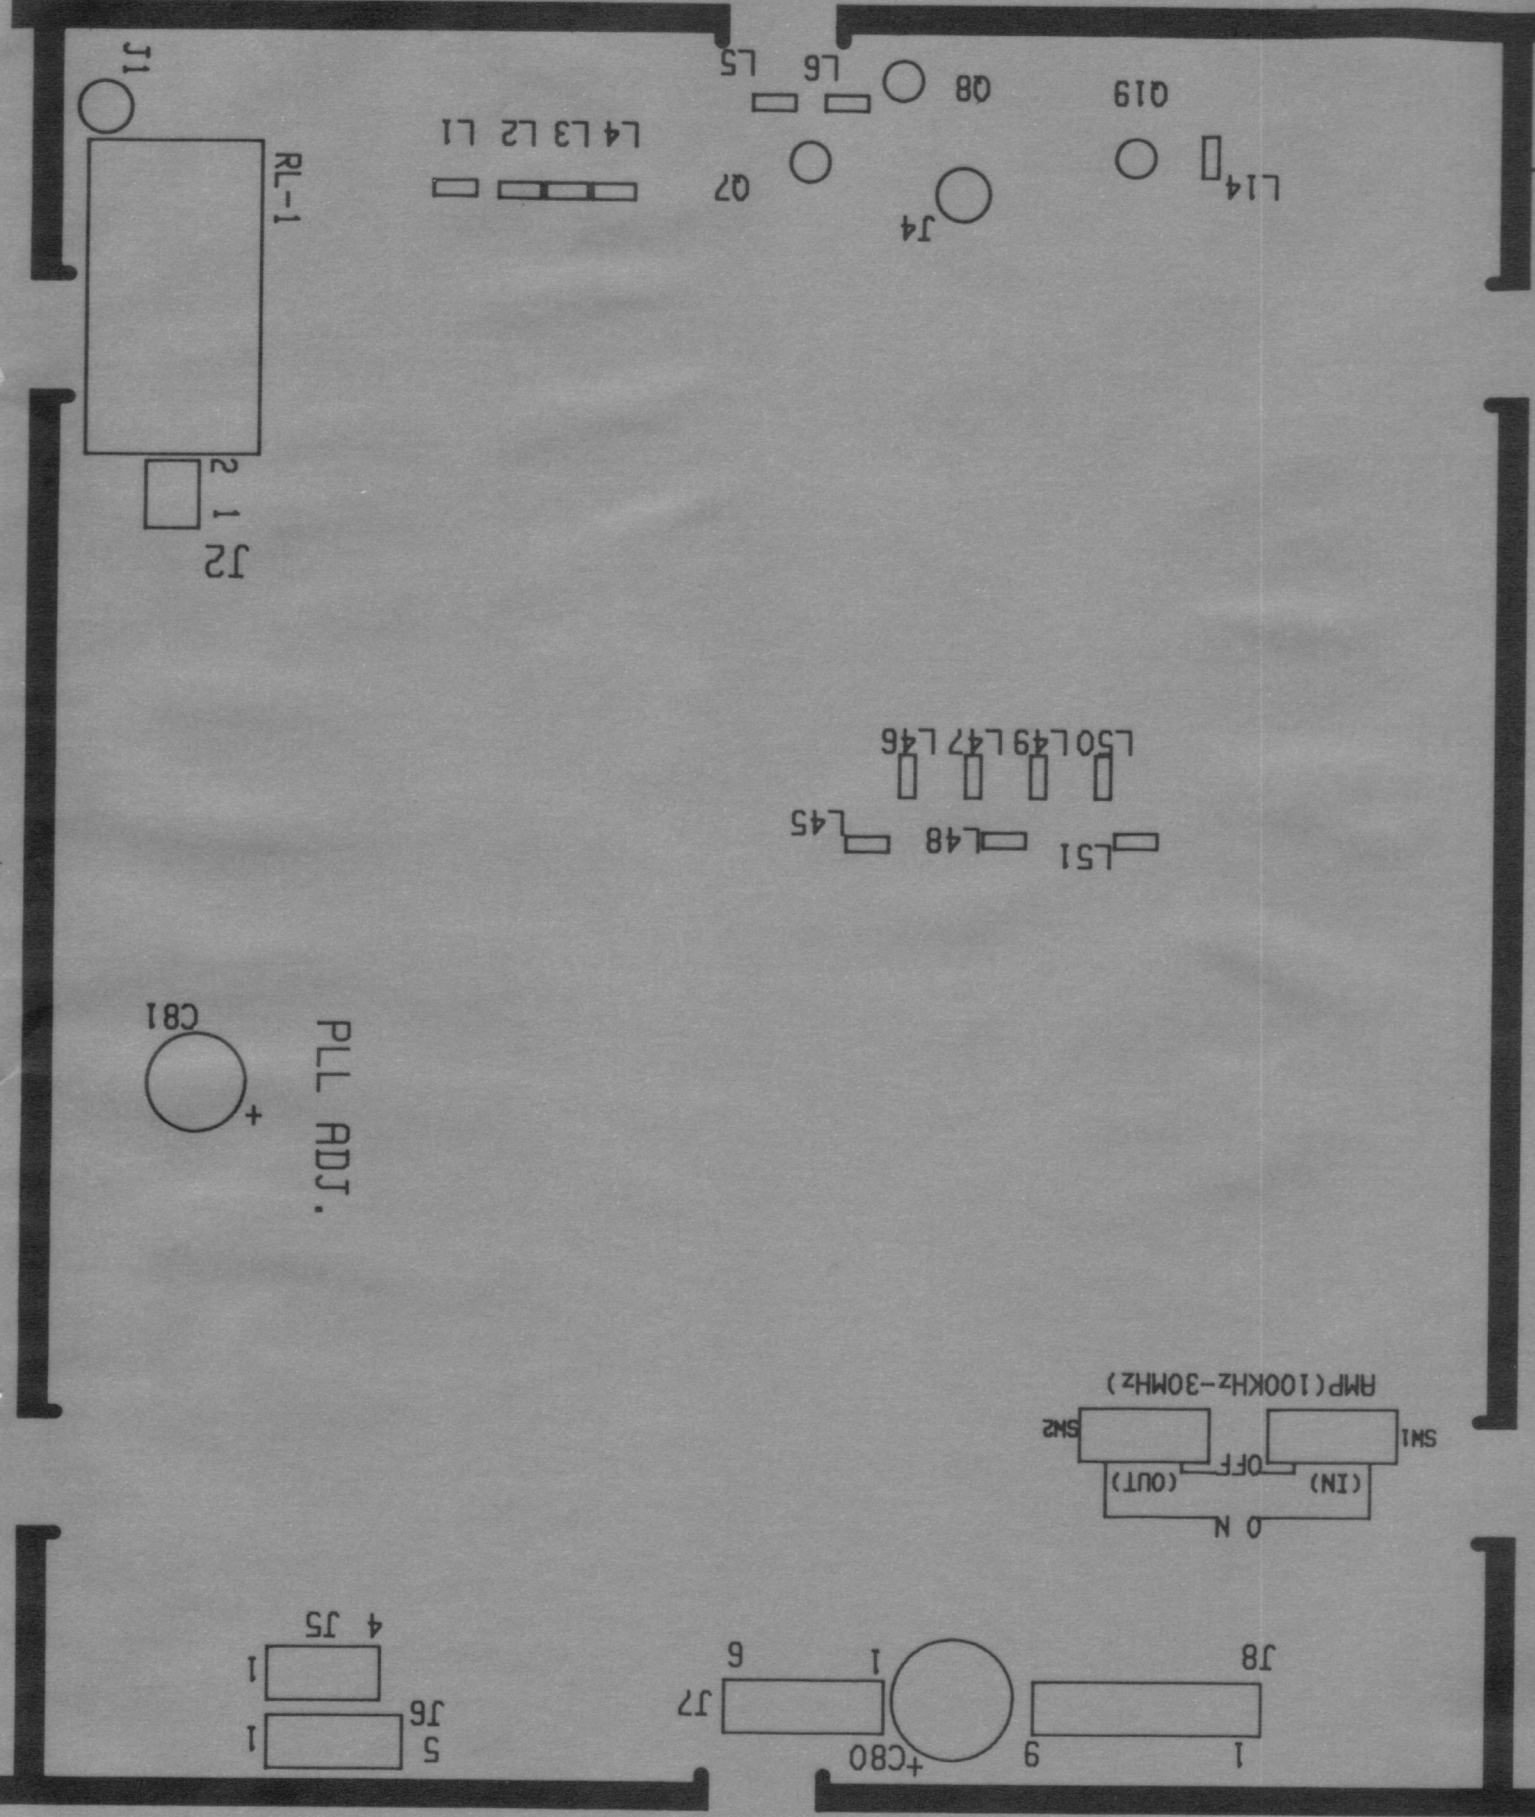 J1
L5
L6
Q8
Q19
L1 L2 L3 L4
RL-1
Q7
L14
J4
2
1
J2
L46 L47 L49 L50
L45
L48
L51
C81
+
PLL ADJ.
AMP(100KHz-30MHz)
SW2
SW1
OFF
(OUT)
(IN)
O N
J5
4
1
J6
1
5
6
1
J7
J8
+C80
9
1